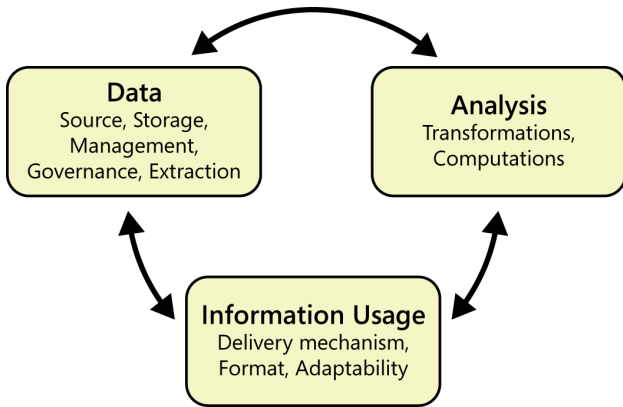 Data
Source, Storage,
Management,
Governance, Extraction
Analysis
Transformations,
Computations
Information Usage
Delivery mechanism,
Format, Adaptability